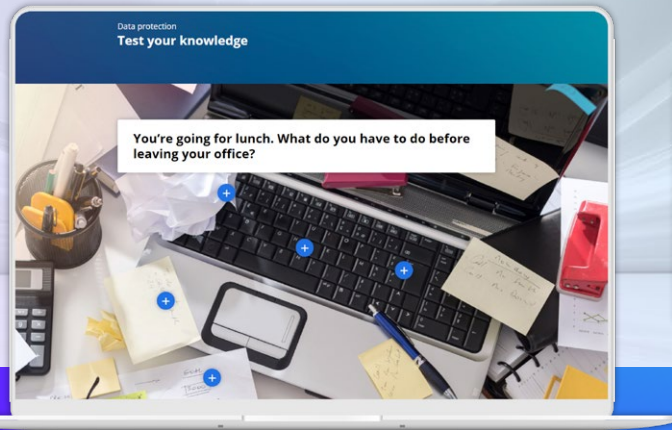 Data protection
Test your knowledge
You’re going for lunch. What do you have to do before
leaving your office?